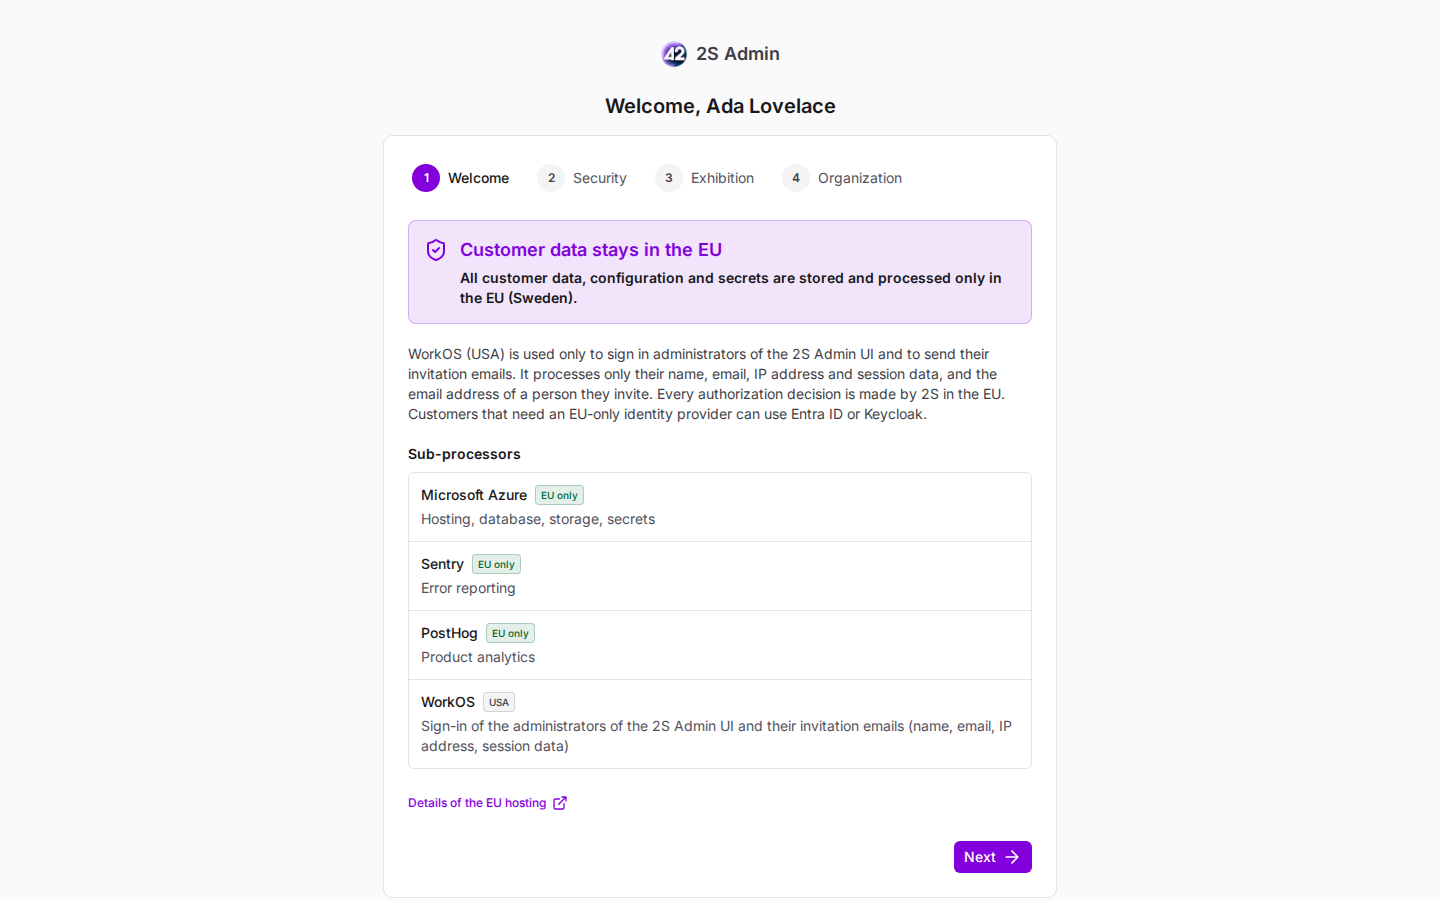 42 2S Admin
Welcome, Ada Lovelace
1 Welcome 2 Security 3 Exhibition 4 Organization
Customer data stays in the EU
All customer data, configuration and secrets are stored and processed only in
the EU (Sweden).
WorkOS (USA) is used only to sign in administrators of the 2S Admin UI and to send their
invitation emails. It processes only their name, email, IP address and session data, and the
email address of a person they invite. Every authorization decision is made by 2S in the EU.
Customers that need an EU-only identity provider can use Entra ID or Keycloak.
Sub-processors
Microsoft Azure EU only
Hosting, database, storage, secrets
Sentry EU only
Error reporting
PostHog EU only
Product analytics
WorkOS USA
Sign-in of the administrators of the 2S Admin UI and their invitation emails (name, email, IP
address, session data)
Details of the EU hosting
Next